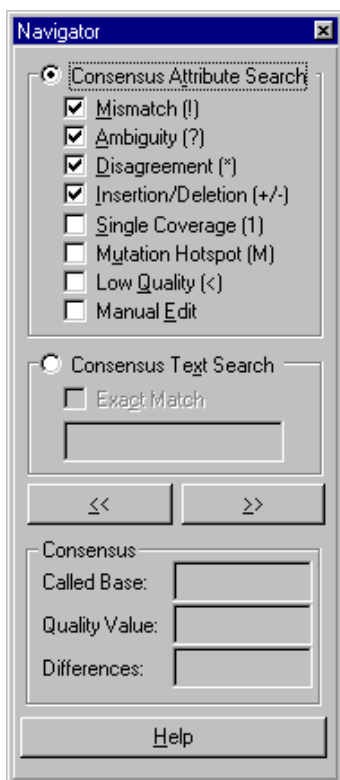 Navigator
Consensus Attribute Search
Mismatch (!)
Ambiguity (?)
Disagreement (*)
Insertion/Deletion (+/-)
Single Coverage (1)
Mutation Hotspot (M)
Low Quality (<)
Manual Edit
Consensus Text Search
Exact Match
<< >>
Consensus
Called Base:
Quality Value:
Differences:
Help